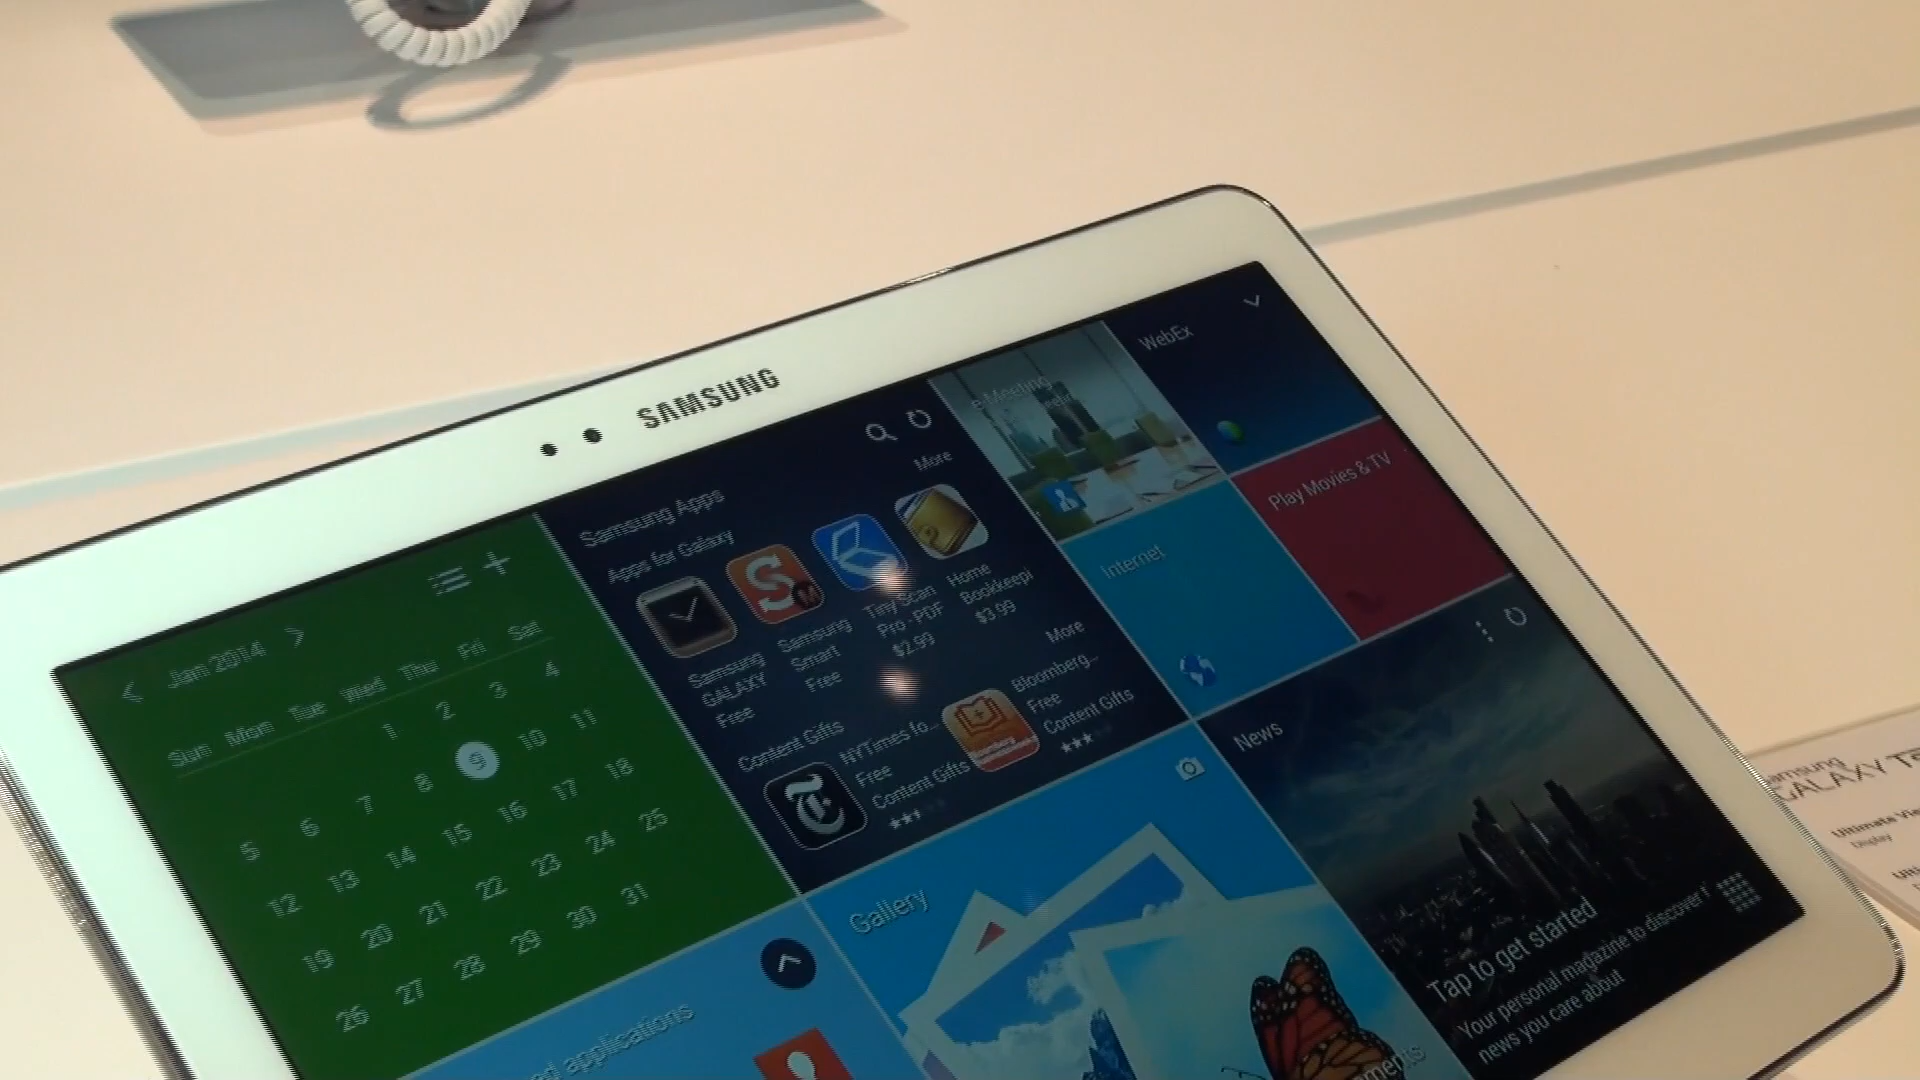 SAMSUNG
Jan 2014
Sun Mon Tue Wed Thu Fri Sat
1 2 3 4
5 6 7 8 9 10 11
12 13 14 15 16 17 18
19 20 21 22 23 24 25
26 27 28 29 30 31
Samsung Apps
More
Apps for Galaxy
Samsung
GALAXY
Free
Samsung
Smart
Free
Tiny Scan
Pro - PDF
$2.99
Home
Bookkeepi
$3.99
More
Content Gifts
NYTimes fo...
Free
Content Gifts
Bloomberg...
Free
Content Gifts
e-Meeting
WebEx
Internet
Play Movies & TV
News
Tap to get started
Your personal magazine to discover
news you care about
Gallery
applications
Samsung
GALAXY
Display